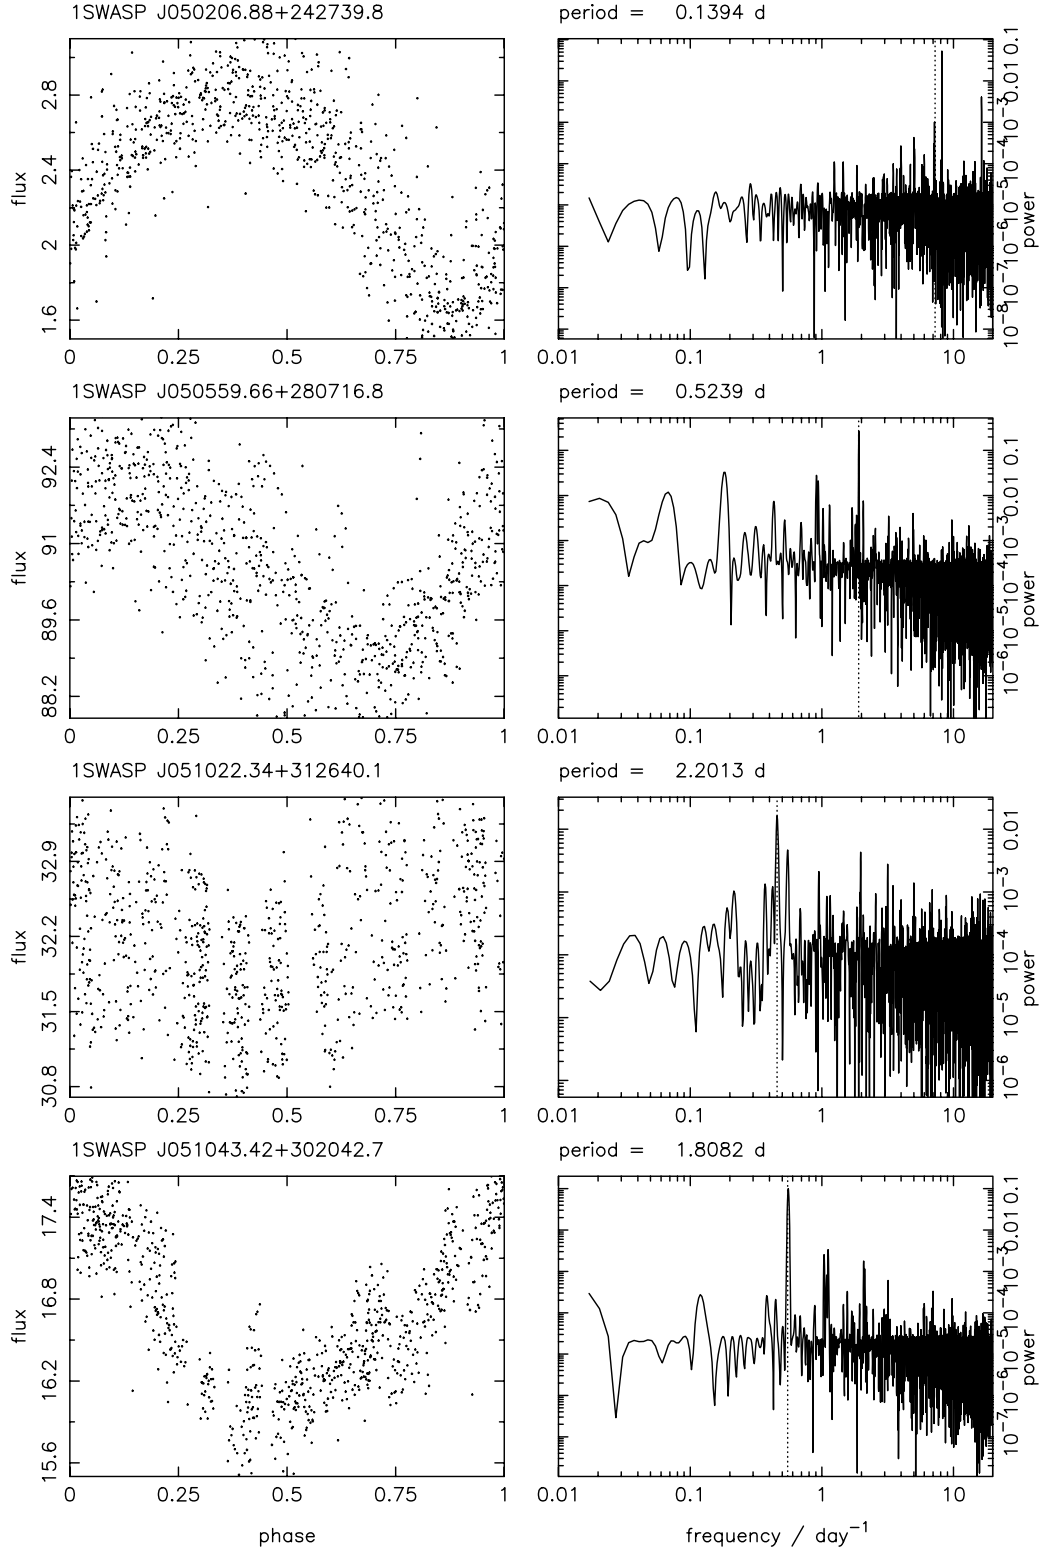 1SWASP J050206.88+242739.8
period = 0.1394 d
flux
1.6 2 2.4 2.8
0 0.25 0.5 0.75 1
10⁻⁸ 10⁻⁷ 10⁻⁶ 10⁻⁵ 10⁻⁴ 10⁻³ 0.01 0.1
power
0.01 0.1 1 10
1SWASP J050559.66+280716.8
period = 0.5239 d
flux
88.2 89.6 91 92.4
0 0.25 0.5 0.75 1
10⁻⁶ 10⁻⁵ 10⁻⁴ 10⁻³ 0.01 0.1
power
0.01 0.1 1 10
1SWASP J051022.34+312640.1
period = 2.2013 d
flux
30.8 31.5 32.2 32.9
0 0.25 0.5 0.75 1
10⁻⁶ 10⁻⁵ 10⁻⁴ 10⁻³ 0.01
power
0.01 0.1 1 10
1SWASP J051043.42+302042.7
period = 1.8082 d
flux
15.6 16.2 16.8 17.4
0 0.25 0.5 0.75 1
10⁻⁷ 10⁻⁶ 10⁻⁵ 10⁻⁴ 10⁻³ 0.01 0.1
power
0.01 0.1 1 10
phase
frequency / day⁻¹